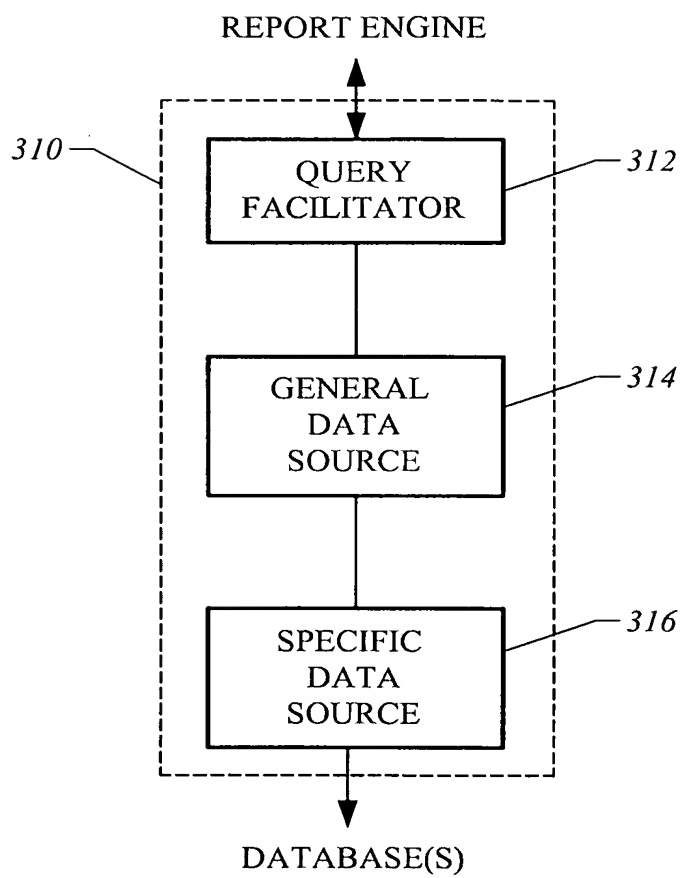 REPORT ENGINE
310
QUERY
FACILITATOR
312
GENERAL
DATA
SOURCE
314
SPECIFIC
DATA
SOURCE
316
DATABASE(S)